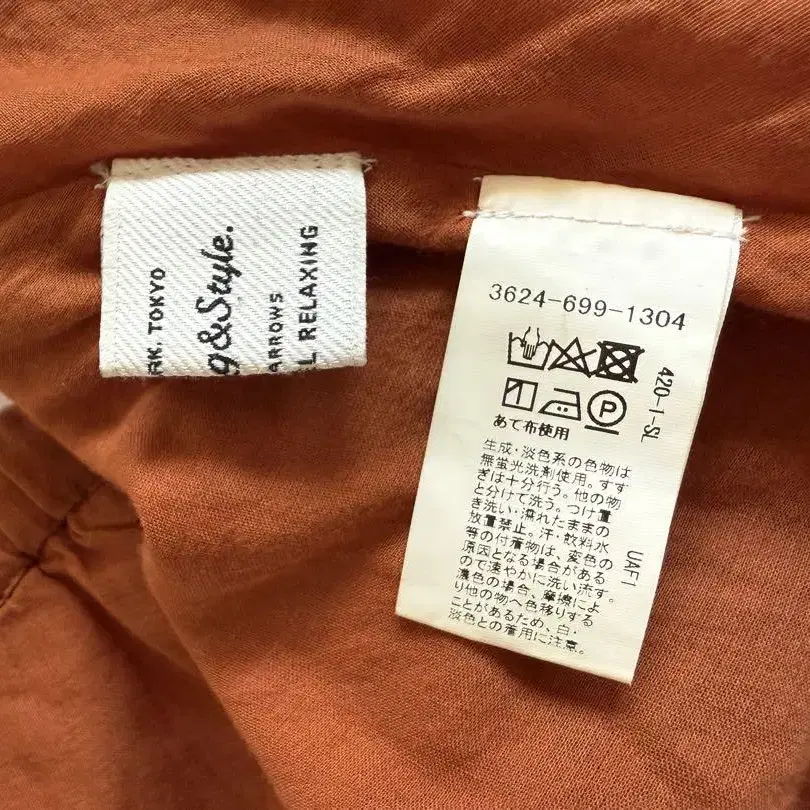 RK. TOKYO
g&Style.
ARROWS
L RELAXING
3624-699-1304
420-1-SL
あて布使用
生成・淡色系の色物は
無蛍光洗剤使用。すす
ぎは十分行う。他の物
と分けて洗う。つけ置
き洗い・濡れたままの
放置禁止。汗・飲料水
等の付着物は、変色の
原因となる場合がある
ので速やかに洗い流す。
濃色の場合、摩擦によ
り他の物へ色移りする
ことがあるため、白・
淡色との着用に注意。
UAF1